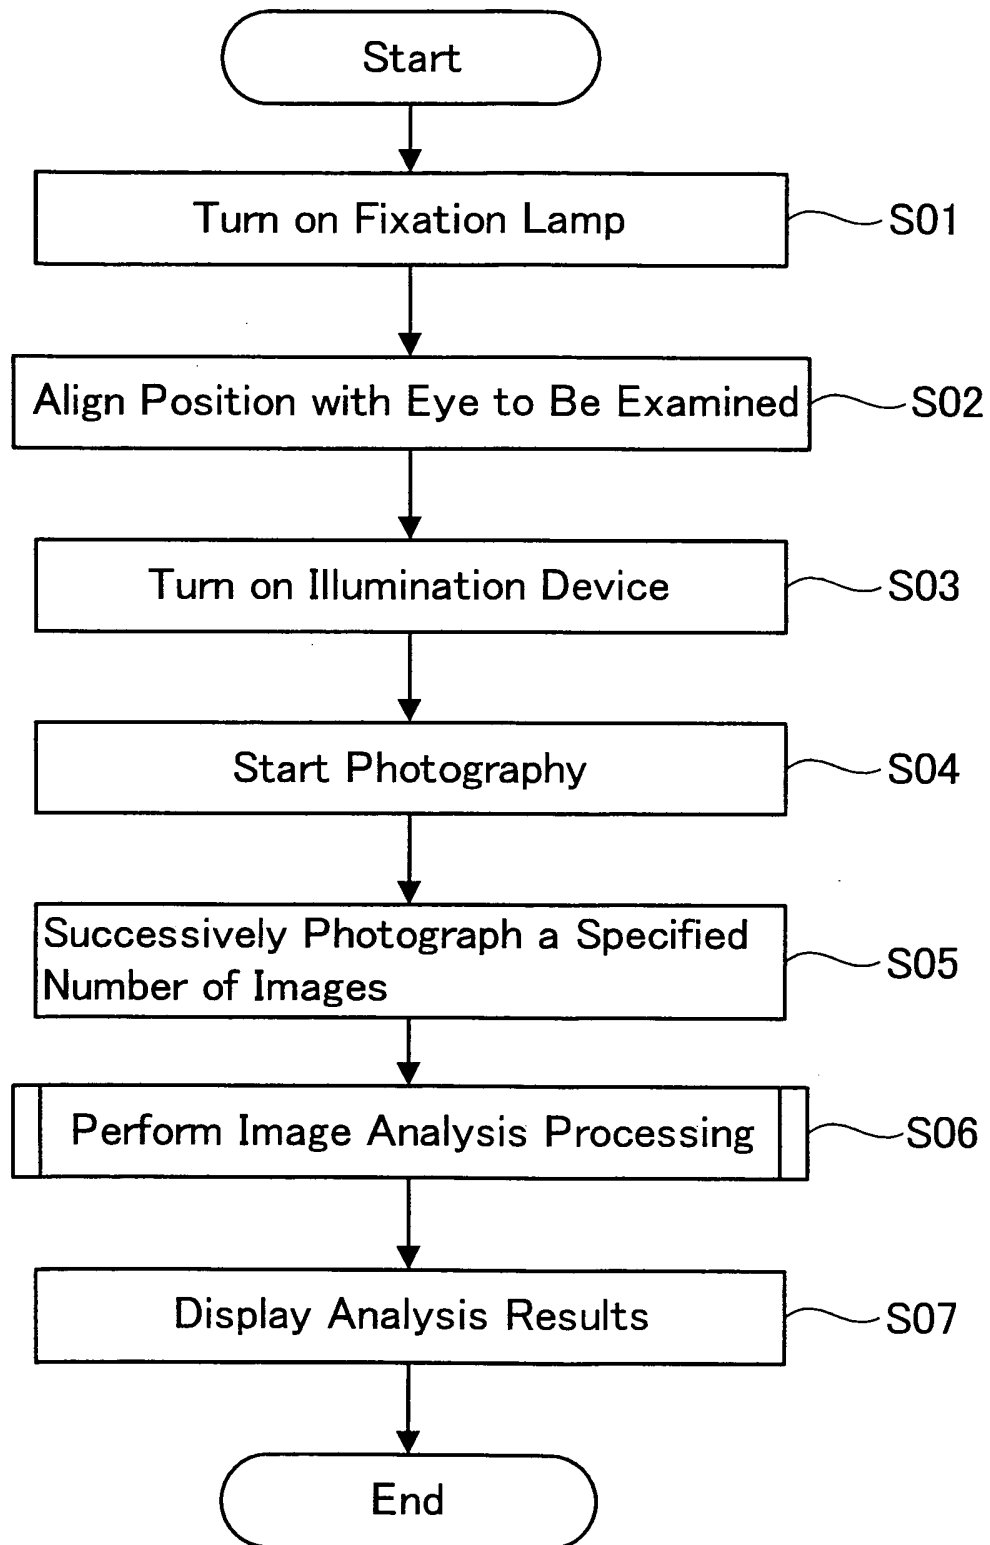 Start
Turn on Fixation Lamp
S01
Align Position with Eye to Be Examined
S02
Turn on Illumination Device
S03
Start Photography
S04
Successively Photograph a Specified
Number of Images
S05
Perform Image Analysis Processing
S06
Display Analysis Results
S07
End